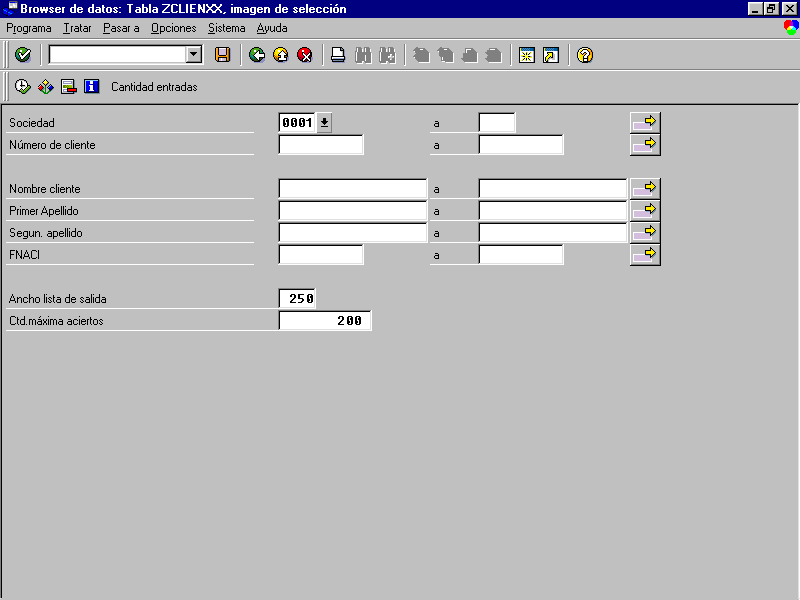 Browser de datos: Tabla ZCLIENXX, imagen de selección
Programa Tratar Pasar a Opciones Sistema Ayuda
Cantidad entradas
Sociedad 0001 a
Número de cliente a
Nombre cliente a
Primer Apellido a
Segun. apellido a
FNACI a
Ancho lista de salida 250
Ctd.máxima aciertos 200